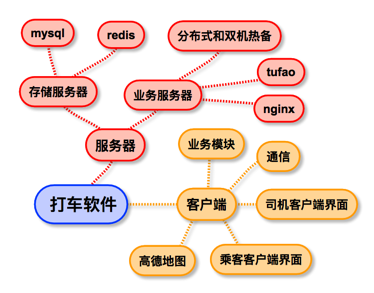 mysql
redis
分布式和双机热备
tufao
存储服务器
业务服务器
nginx
服务器
业务模块
通信
打车软件
客户端
司机客户端界面
高德地图
乘客客户端界面